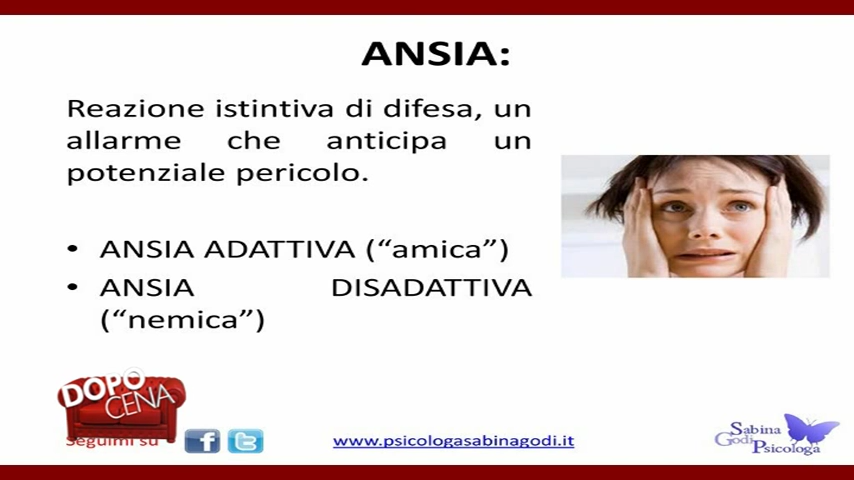 ANSIA:
Reazione istintiva di difesa, un
allarme che anticipa un
potenziale pericolo.
• ANSIA ADATTIVA (“amica”)
• ANSIA DISADATTIVA
(“nemica”)
DOPO
CENA
Seguimi su
www.psicologasabinagodi.it
Sabina
Godi Psicologa